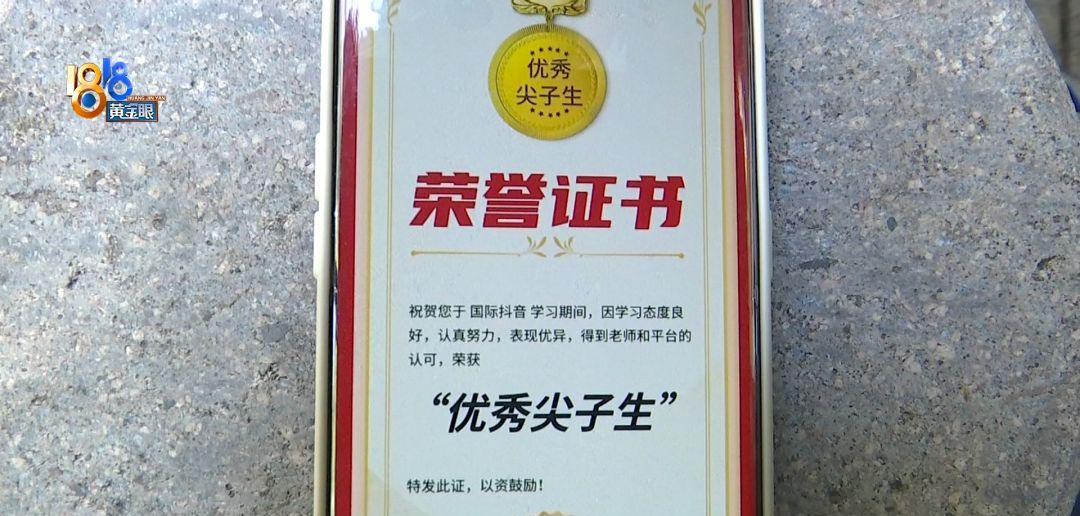 1818
HUANG JIN YAN
黄金眼
优秀
尖子生
荣誉证书
祝贺您于 国际抖音 学习期间，因学习态度良
好，认真努力，表现优异，得到老师和平台的
认可，荣获
“优秀尖子生”
特发此证，以资鼓励！